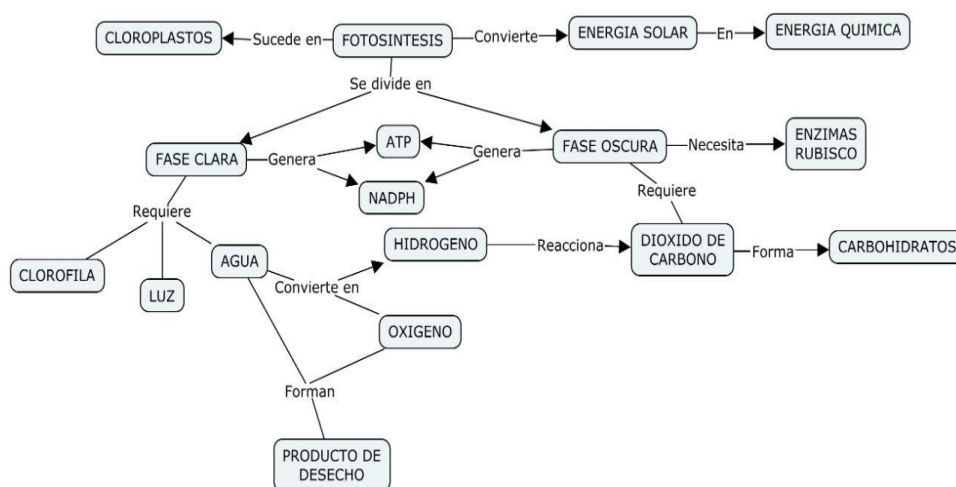 CLOROPLASTOS
Sucede en
FOTOSINTESIS
Convierte
ENERGIA SOLAR
En
ENERGIA QUIMICA
Se divide en
FASE CLARA
Genera
ATP
NADPH
Genera
FASE OSCURA
Necesita
ENZIMAS
RUBISCO
Requiere
Requiere
CLOROFILA
LUZ
AGUA
Convierte en
HIDROGENO
Reacciona
DIOXIDO DE
CARBONO
Forma
CARBOHIDRATOS
OXIGENO
Forman
PRODUCTO DE
DESECHO